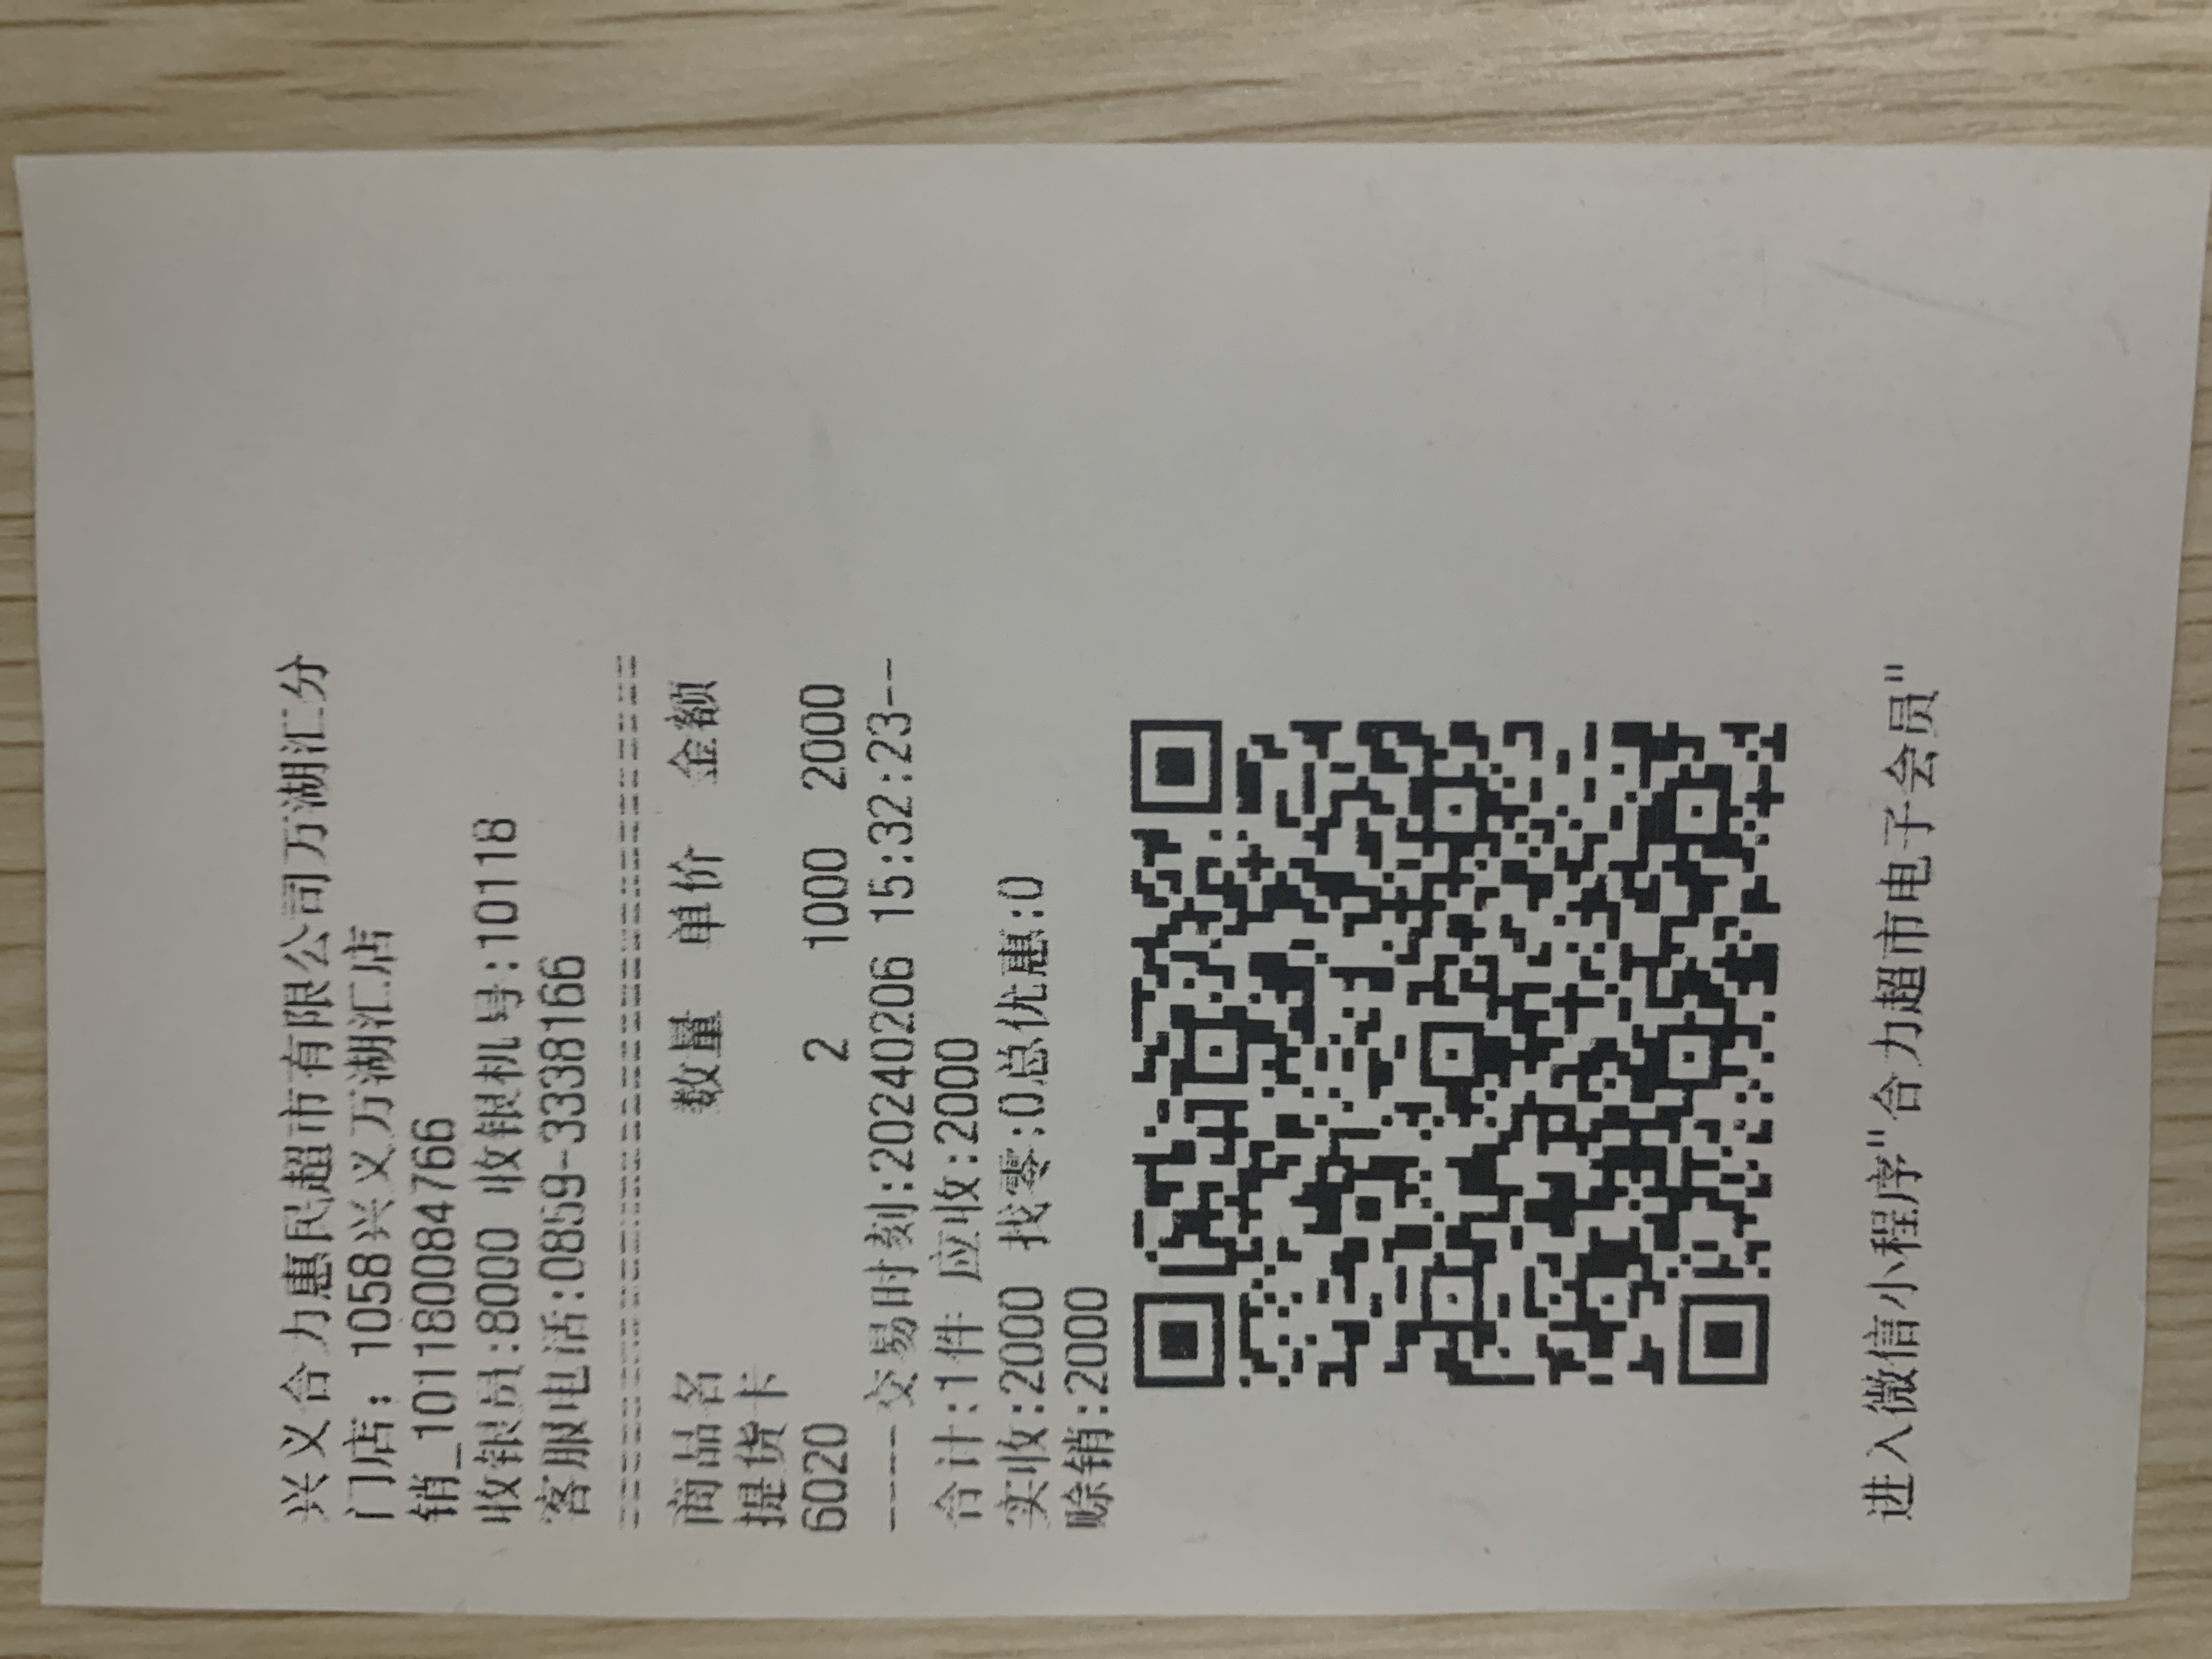 兴义合力惠民超市有限公司万湖汇分
门店：1058兴义万湖汇店
销_101180084766
收银员:8000 收银机号:10118
客服电话:0859-3338166
================================
商品名 数量 单价 金额
提货卡
6020 2 1000 2000
----交易时刻:20240206 15:32:23--
合计:1件 应收:2000
实收:2000 找零:0总优惠:0
赊销:2000
进入微信小程序"合力超市电子会员"